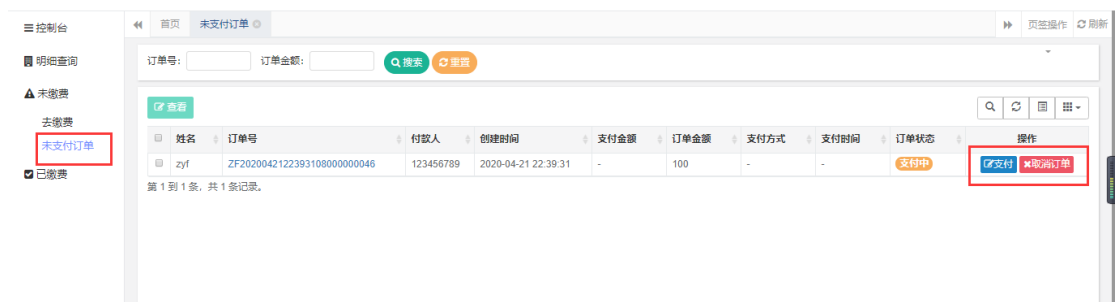 控制台
首页 未支付订单 页签操作 刷新
明细查询
订单号: 订单金额: 搜索 重置
未缴费
查看
去缴费
未支付订单
姓名 订单号 付款人 创建时间 支付金额 订单金额 支付方式 支付时间 订单状态 操作
zyf ZF2020042122393108000000046 123456789 2020-04-21 22:39:31 - 100 - - 支付中 支付 取消订单
已缴费
第 1 到 1 条，共 1 条记录。